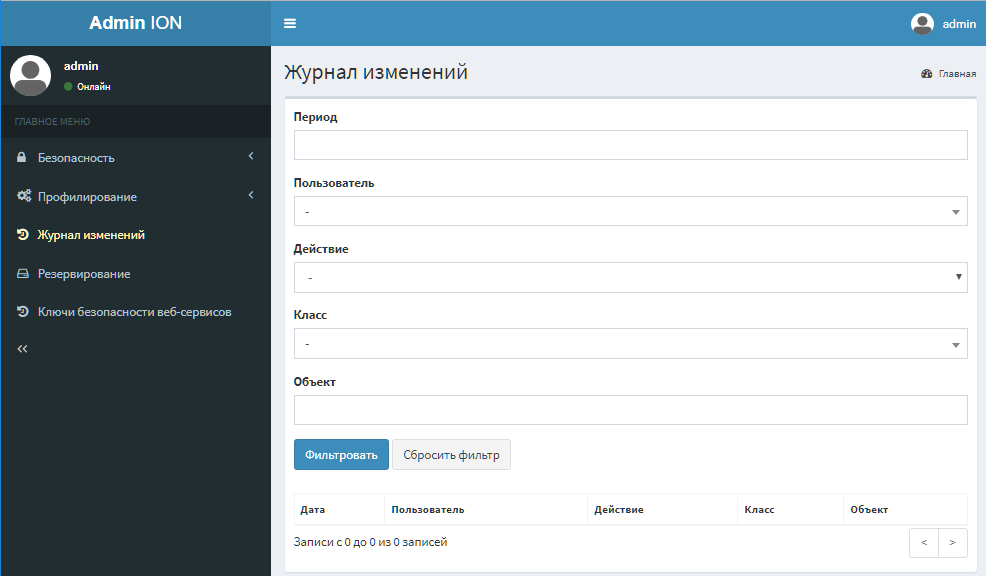 Admin ION
admin
admin
Онлайн
ГЛАВНОЕ МЕНЮ
Безопасность
Профилирование
Журнал изменений
Резервирование
Ключи безопасности веб-сервисов
Журнал изменений
Главная
Период
Пользователь
-
Действие
-
Класс
-
Объект
Фильтровать Сбросить фильтр
Дата Пользователь Действие Класс Объект
Записи с 0 до 0 из 0 записей
< >